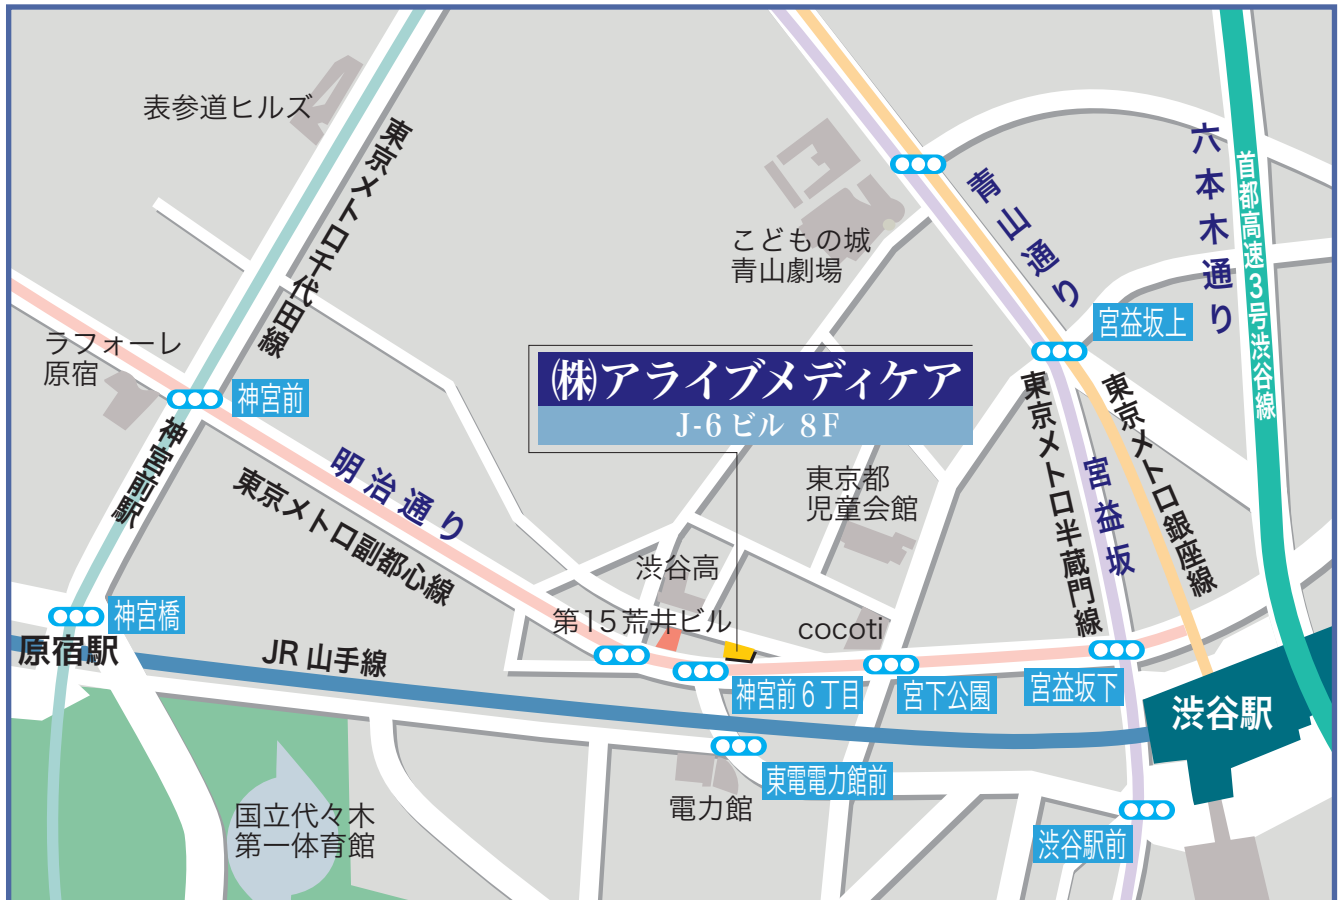 表参道ヒルズ
東京メトロ千代田線
六本木通り
首都高速3号渋谷線
青山通り
こどもの城
青山劇場
宮益坂上
ラフォーレ
原宿
神宮前
㈱アライブメディケア
J-6ビル 8F
神宮前駅
明治通り
東京メトロ副都心線
東京メトロ半蔵門線
宮益坂
東京メトロ銀座線
東京都
児童会館
渋谷高
第15荒井ビル
cocoti
神宮橋
原宿駅
JR山手線
神宮前6丁目
宮下公園
宮益坂下
渋谷駅
東電電力館前
電力館
国立代々木
第一体育館
渋谷駅前